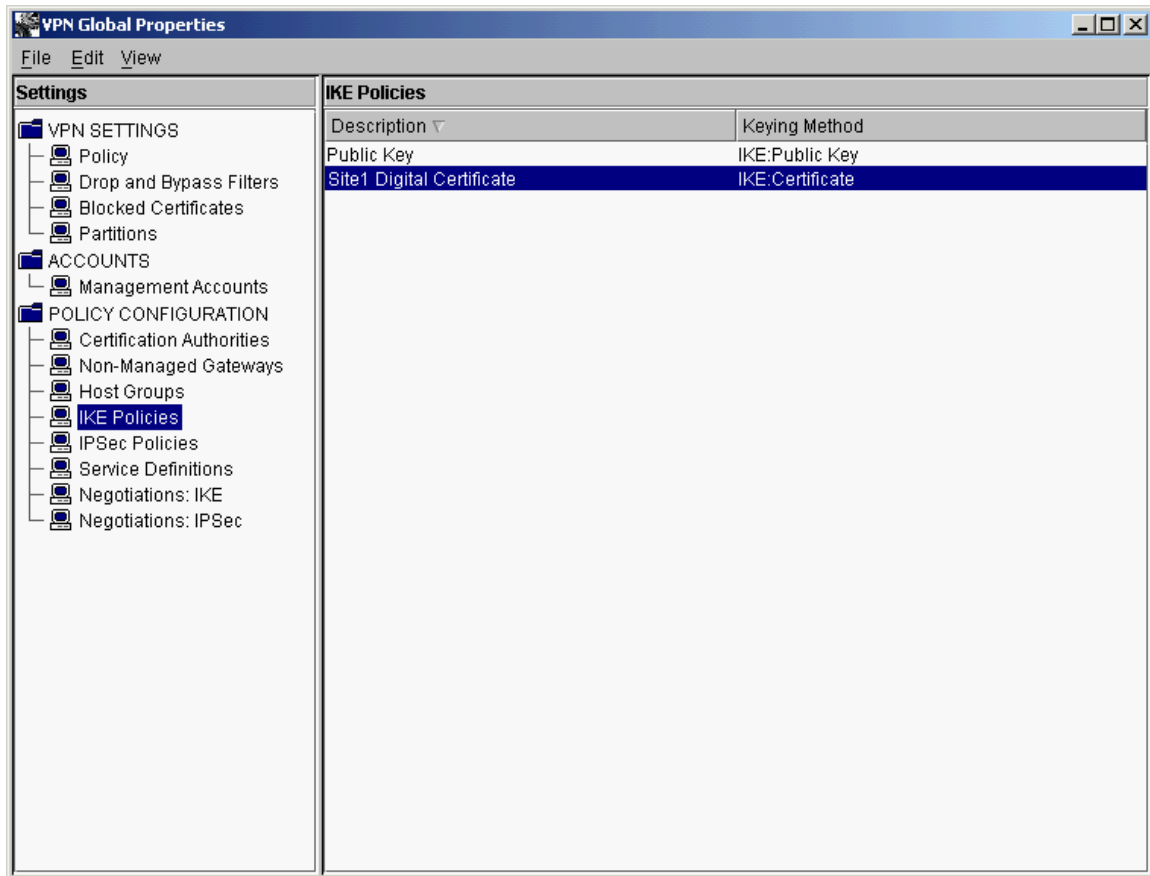 VPN Global Properties
File Edit View
Settings
VPN SETTINGS
Policy
Drop and Bypass Filters
Blocked Certificates
Partitions
ACCOUNTS
Management Accounts
POLICY CONFIGURATION
Certification Authorities
Non-Managed Gateways
Host Groups
IKE Policies
IPSec Policies
Service Definitions
Negotiations: IKE
Negotiations: IPSec
IKE Policies
Description Keying Method
Public Key IKE:Public Key
Site1 Digital Certificate IKE:Certificate